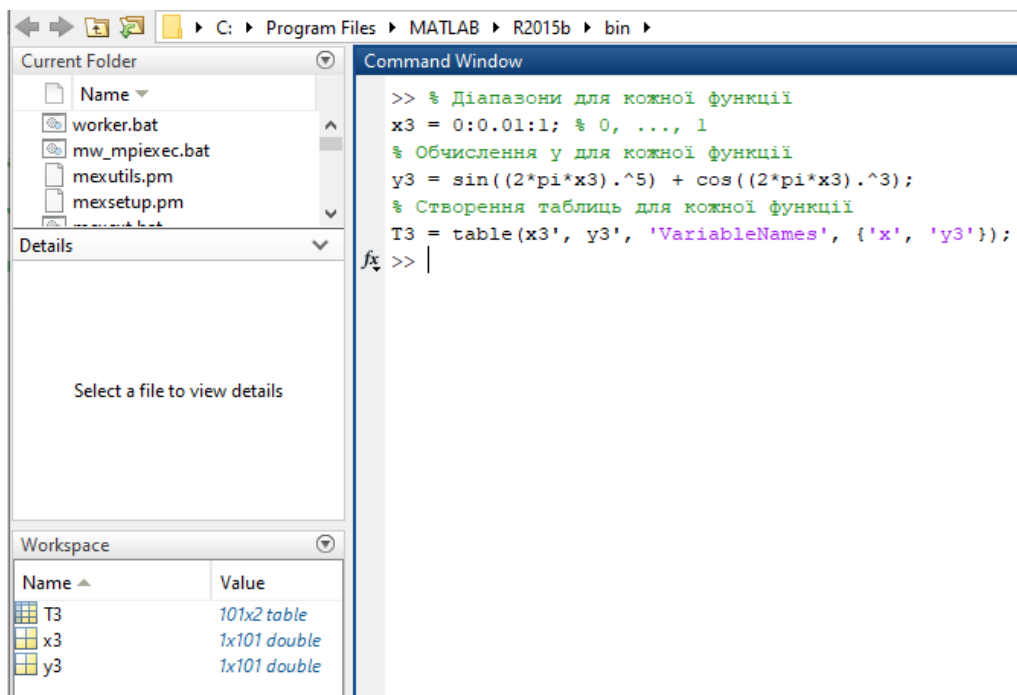 C: Program Files MATLAB R2015b bin
Current Folder
Name
worker.bat
mw_mpiexec.bat
mexutils.pm
mexsetup.pm
Details
Select a file to view details
Workspace
Name Value
T3 101x2 table
x3 1x101 double
y3 1x101 double
Command Window
>> % Діапазони для кожної функції
x3 = 0:0.01:1; % 0, ..., 1
% Обчислення y для кожної функції
y3 = sin((2*pi*x3).^5) + cos((2*pi*x3).^3);
% Створення таблиць для кожної функції
T3 = table(x3', y3', 'VariableNames', {'x', 'y3'});
fx >>